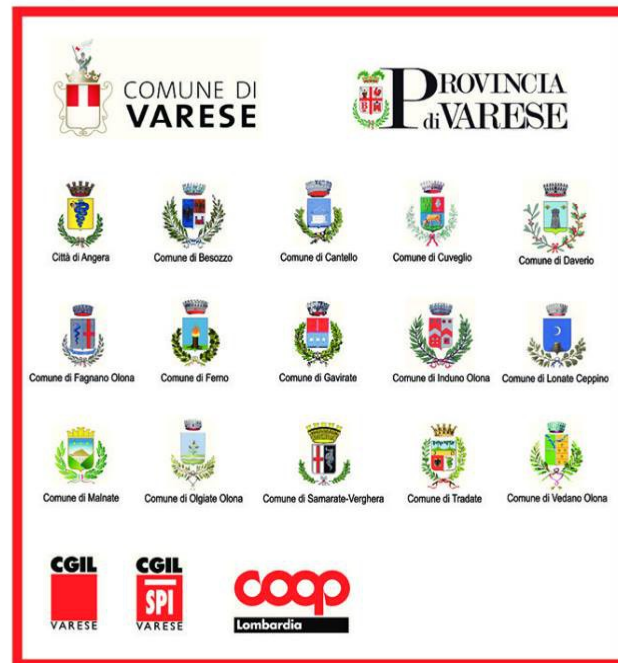 COMUNE DI
VARESE
PROVINCIA
di VARESE
Città di Angera
Comune di Besozzo
Comune di Cantello
Comune di Cuveglio
Comune di Daverio
Comune di Fagnano Olona
Comune di Ferno
Comune di Gavirate
Comune di Induno Olona
Comune di Lonate Ceppino
Comune di Malnate
Comune di Olgiate Olona
Comune di Samarate-Verghera
Comune di Tradate
Comune di Vedano Olona
CGIL
VARESE
CGIL
SPI
VARESE
coop
Lombardia